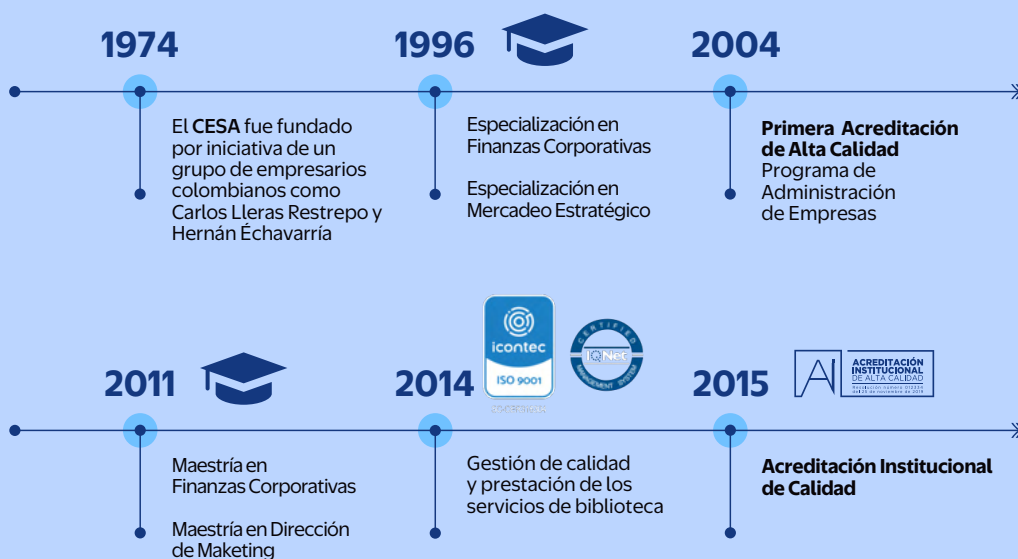 1974
El CESA fue fundado
por iniciativa de un
grupo de empresarios
colombianos como
Carlos Lleras Restrepo y
Hernán Échavarría
1996
Especialización en
Finanzas Corporativas
Especialización en
Mercadeo Estratégico
2004
Primera Acreditación
de Alta Calidad
Programa de
Administración
de Empresas
2011
Maestría en
Finanzas Corporativas
Maestría en Dirección
de Maketing
2014
icontec
ISO 9001
CERTIFIED
IQNet
MANAGEMENT SYSTEM
Gestión de calidad
y prestación de los
servicios de biblioteca
2015
ACREDITACIÓN
INSTITUCIONAL
DE ALTA CALIDAD
Acreditación Institucional
de Calidad